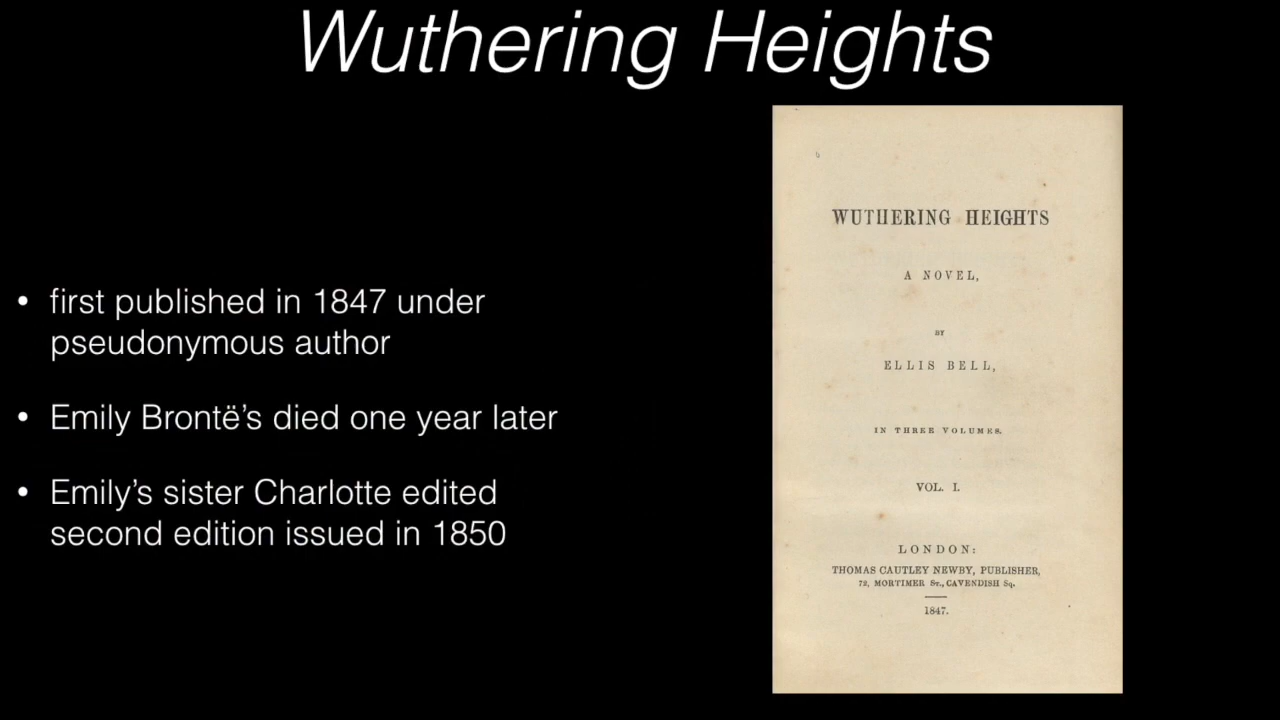 Wuthering Heights
• first published in 1847 under
pseudonymous author
• Emily Brontë’s died one year later
• Emily’s sister Charlotte edited
second edition issued in 1850
WUTHERING HEIGHTS
A NOVEL,
BY
ELLIS BELL,
IN THREE VOLUMES.
VOL. I.
LONDON:
THOMAS CAUTLEY NEWBY, PUBLISHER,
72, MORTIMER St., CAVENDISH Sq.
1847.